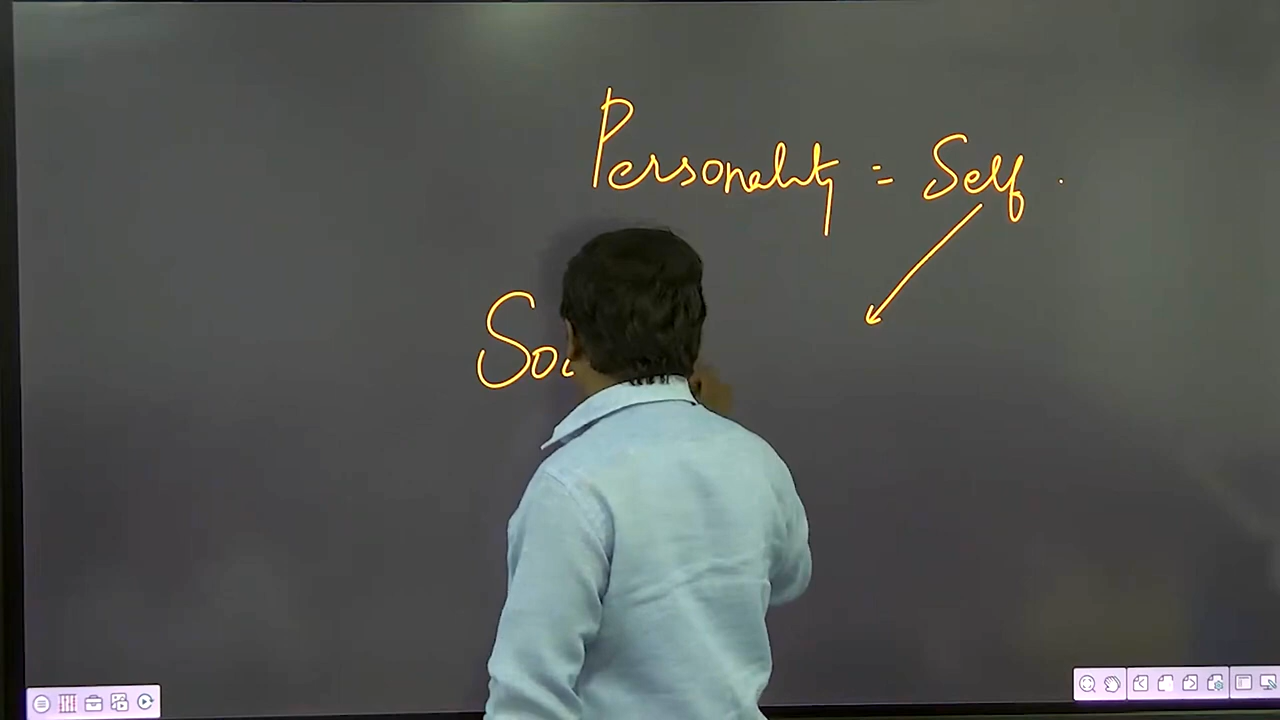 Personality = Self .